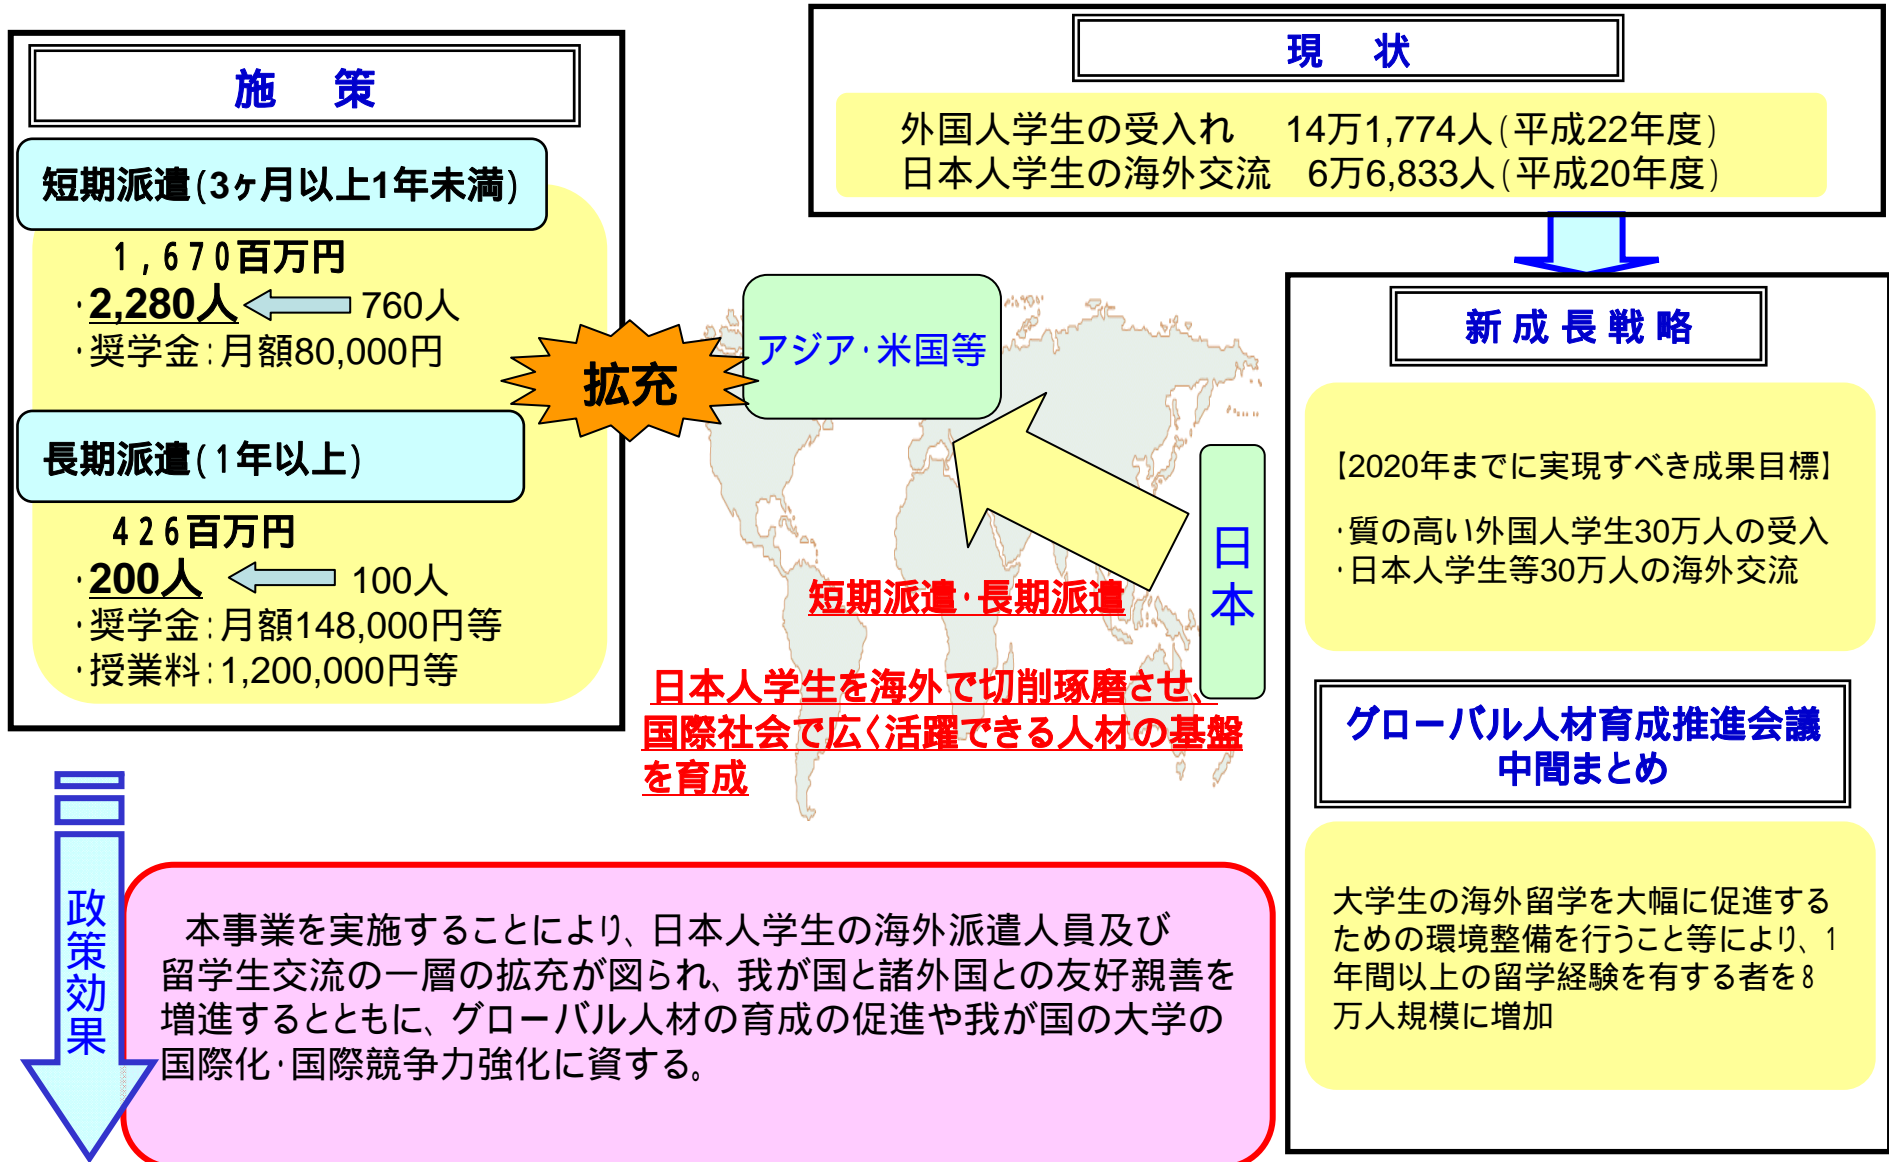 施　策
短期派遣(3ヶ月以上1年未満)
1,670百万円
・2,280人 760人
・奨学金:月額80,000円
長期派遣(1年以上)
426百万円
・200人 100人
・奨学金:月額148,000円等
・授業料:1,200,000円等
拡充
アジア・米国等
日本
短期派遣・長期派遣
日本人学生を海外で切削琢磨させ、
国際社会で広く活躍できる人材の基盤
を育成
現　状
外国人学生の受入れ　14万1,774人(平成22年度)
日本人学生の海外交流　6万6,833人(平成20年度)
新成長戦略
【2020年までに実現すべき成果目標】
・質の高い外国人学生30万人の受入
・日本人学生等30万人の海外交流
グローバル人材育成推進会議
中間まとめ
大学生の海外留学を大幅に促進する
ための環境整備を行うこと等により、1
年間以上の留学経験を有する者を8
万人規模に増加
政策効果
本事業を実施することにより、日本人学生の海外派遣人員及び
留学生交流の一層の拡充が図られ、我が国と諸外国との友好親善を
増進するとともに、グローバル人材の育成の促進や我が国の大学の
国際化・国際競争力強化に資する。